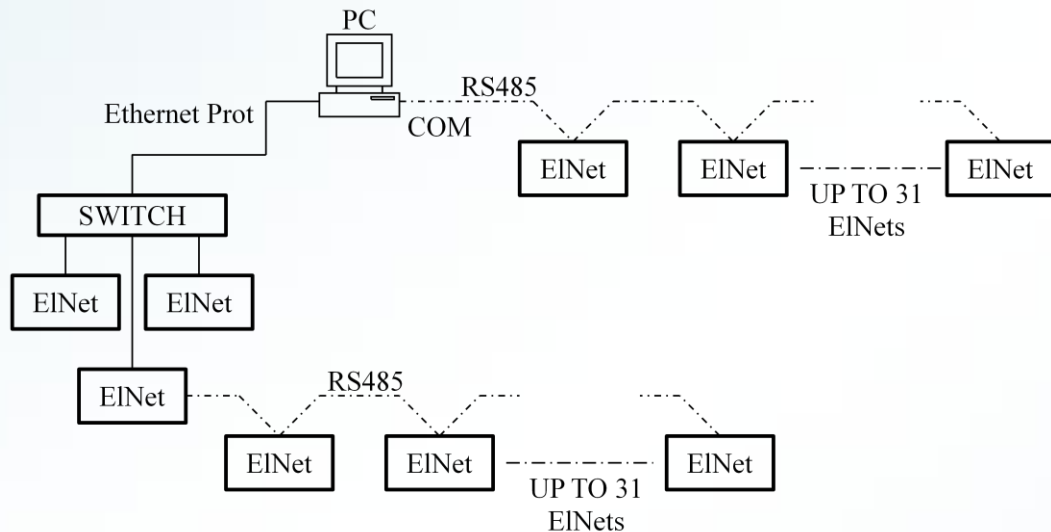 PC
RS485
Ethernet Prot
COM
ElNet
ElNet
ElNet
UP TO 31
ElNets
SWITCH
ElNet
ElNet
ElNet
RS485
ElNet
ElNet
ElNet
UP TO 31
ElNets